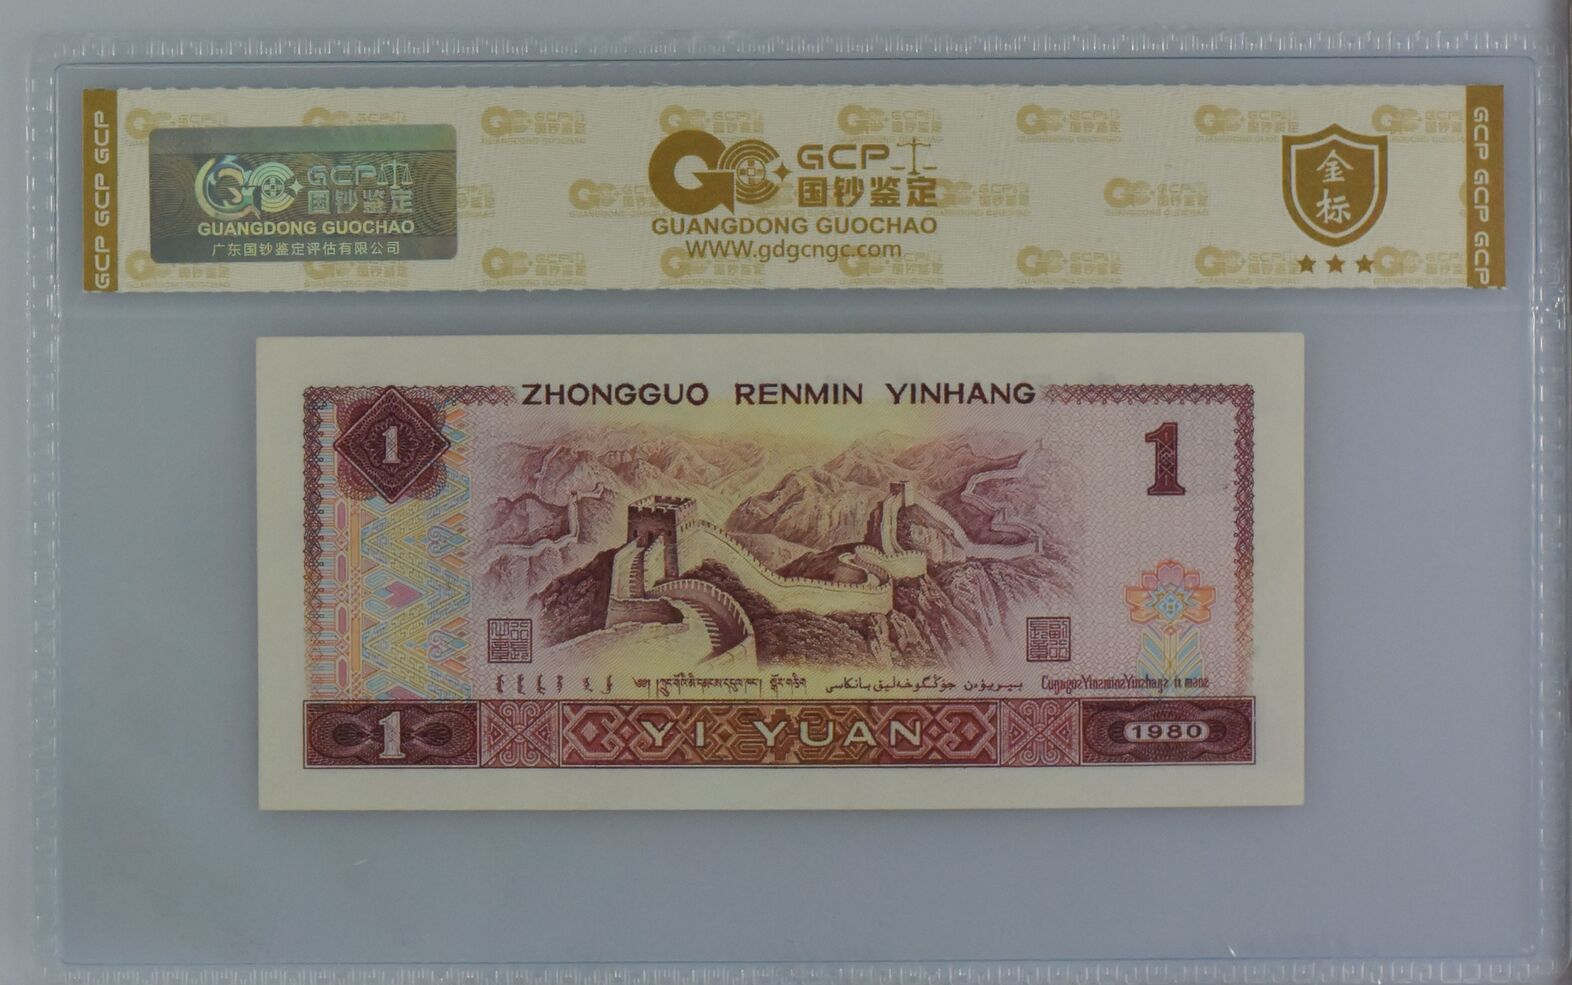 GCP GCP GCP
GCP
国钞鉴定
GUANGDONG GUOCHAO
广东国钞鉴定评估有限公司
GCP
国钞鉴定
GUANGDONG GUOCHAO
WWW.gdgcngc.com
金标
GCP GCP GCP
ZHONGGUO RENMIN YINHANG
1
1
1
YI YUAN
1980